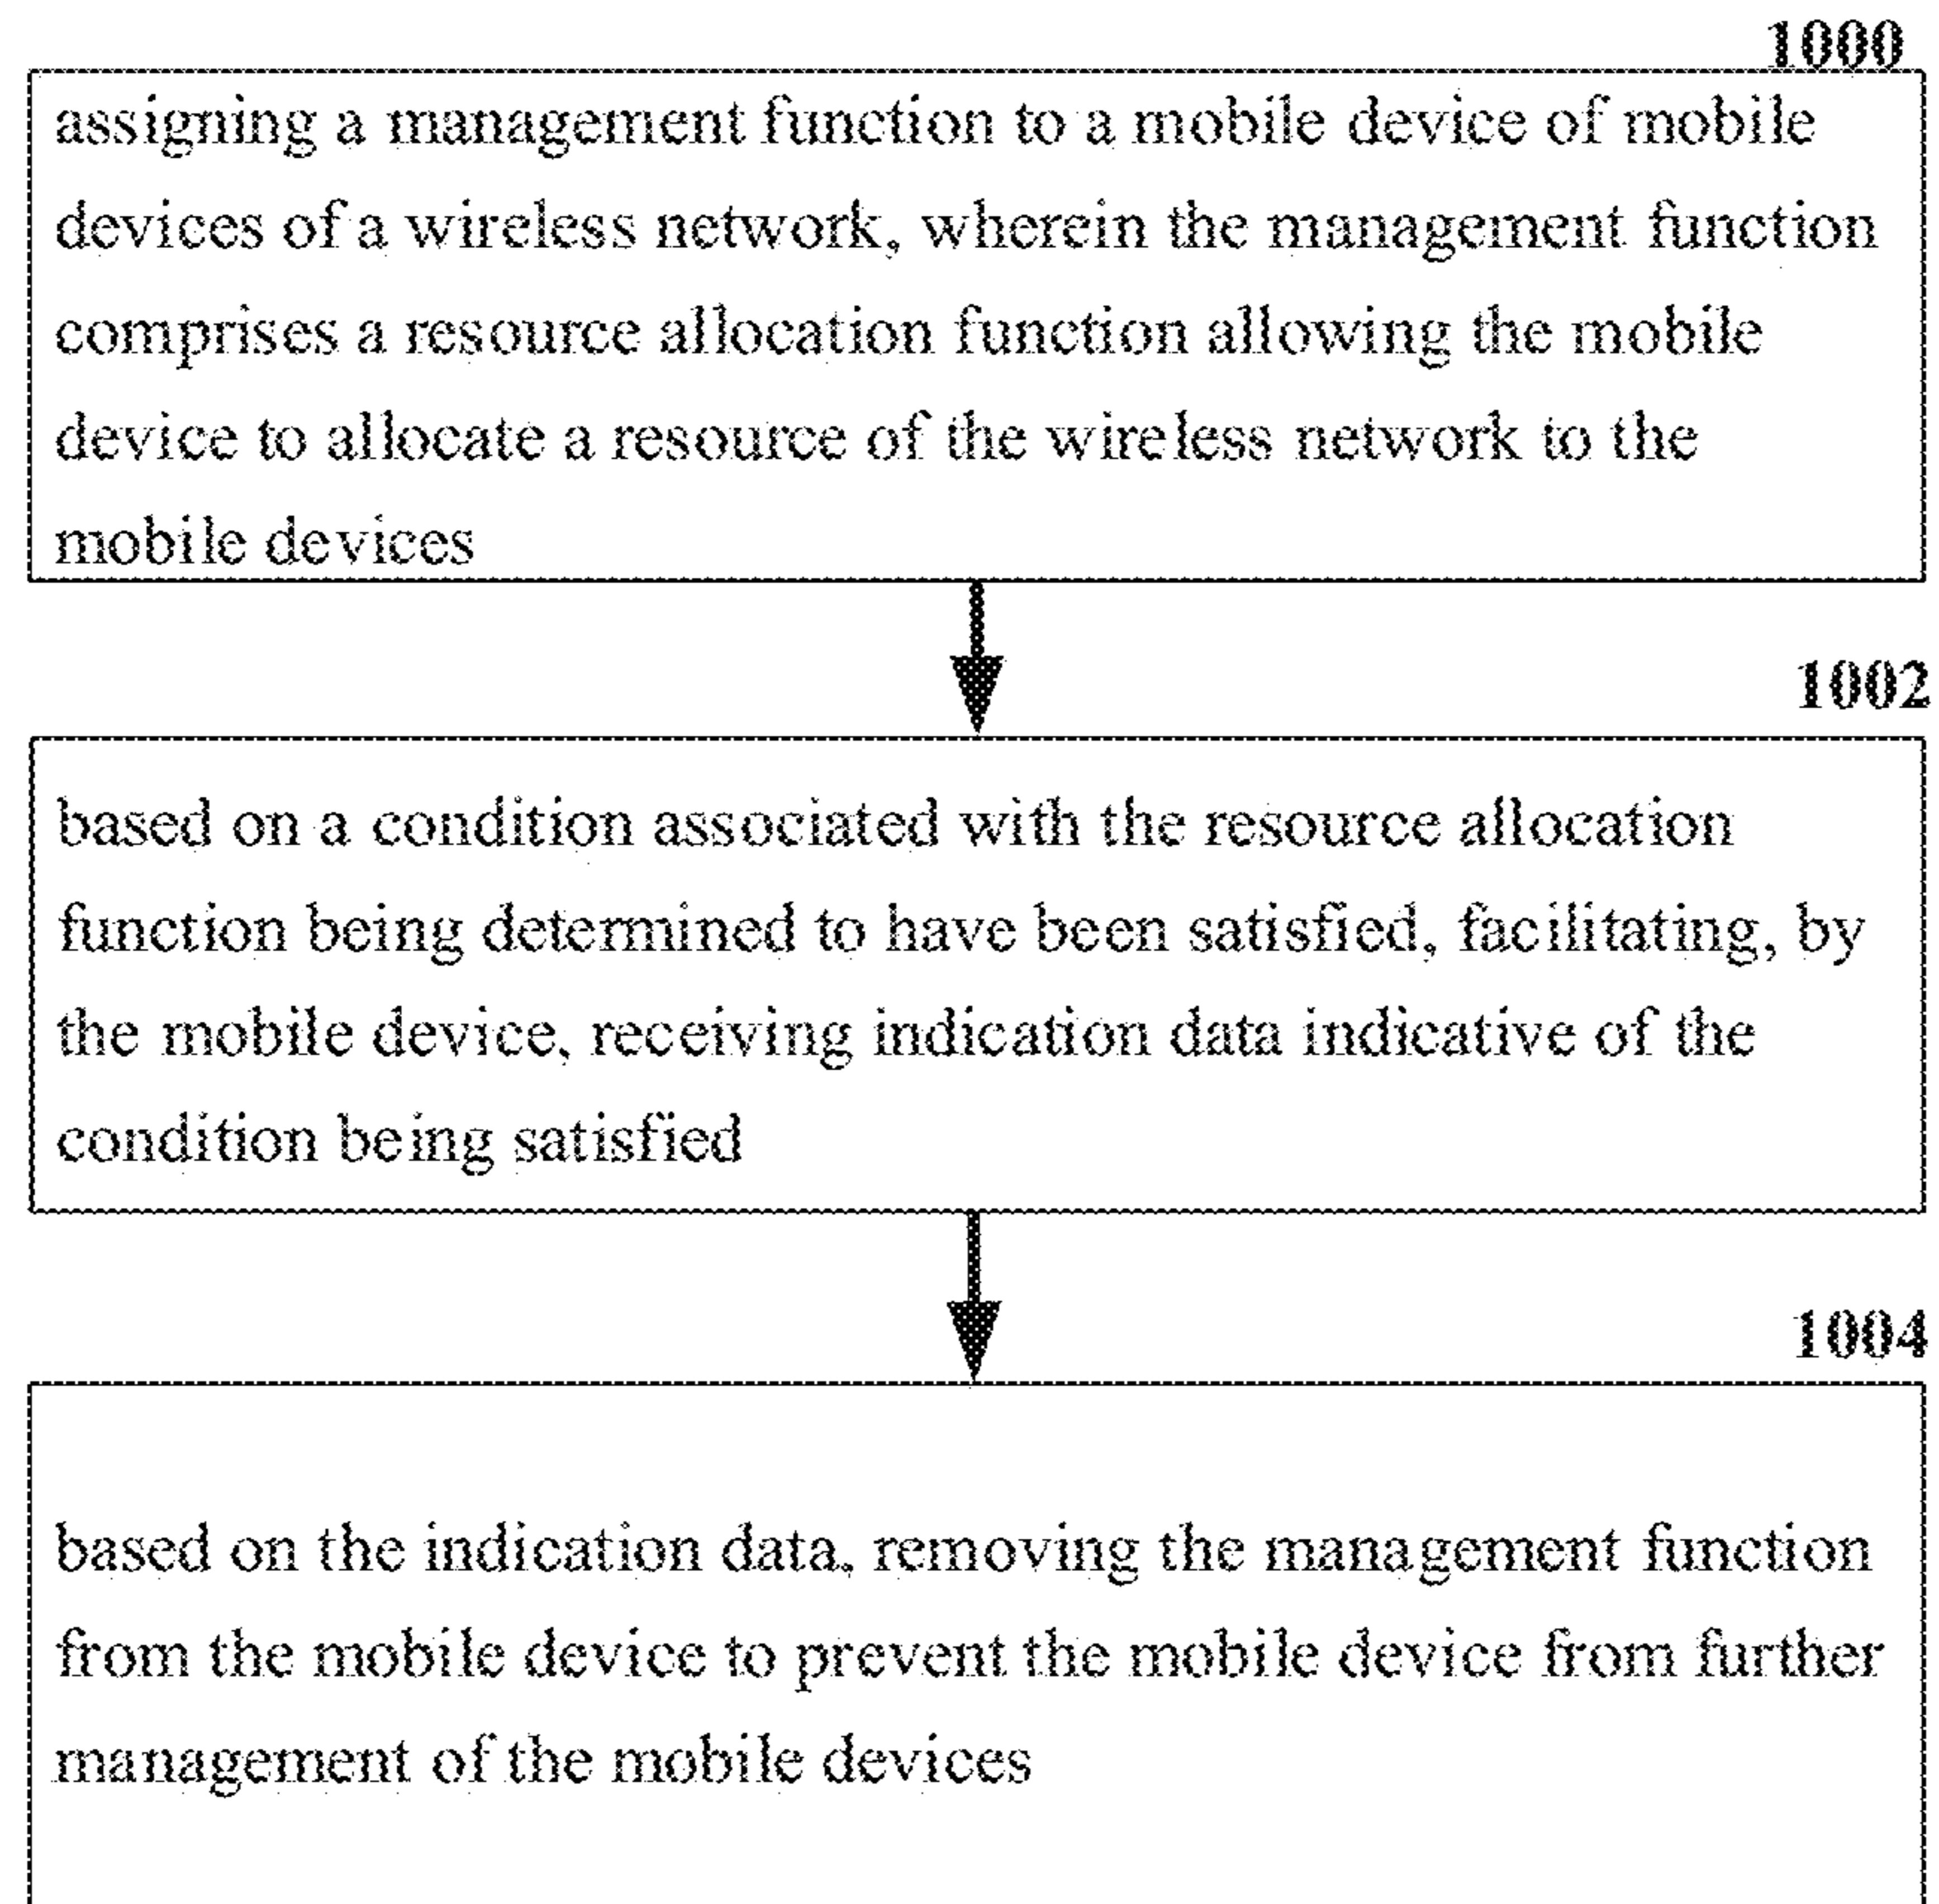 1000
assigning a management function to a mobile device of mobile
devices of a wireless network, wherein the management function
comprises a resource allocation function allowing the mobile
device to allocate a resource of the wireless network to the
mobile devices
1002
based on a condition associated with the resource allocation
function being determined to have been satisfied, facilitating, by
the mobile device, receiving indication data indicative of the
condition being satisfied
1004
based on the indication data, removing the management function
from the mobile device to prevent the mobile device from further
management of the mobile devices